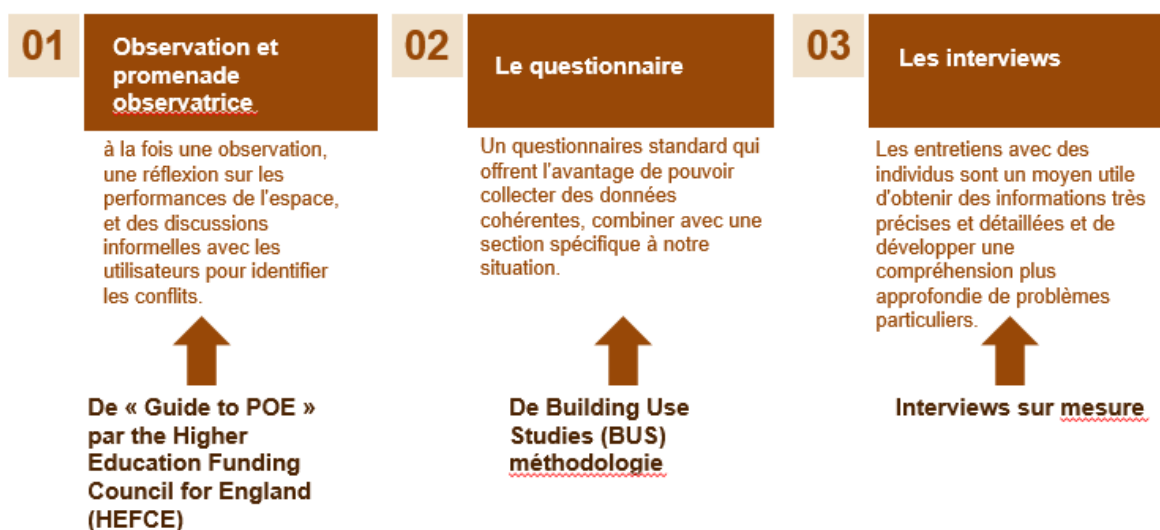 01
Observation et
promenade
observatrice
à la fois une observation,
une réflexion sur les
performances de l'espace,
et des discussions
informelles avec les
utilisateurs pour identifier
les conflits.
De « Guide to POE »
par the Higher
Education Funding
Council for England
(HEFCE)
02
Le questionnaire
Un questionnaires standard qui
offrent l'avantage de pouvoir
collecter des données
cohérentes, combiner avec une
section spécifique à notre
situation.
De Building Use
Studies (BUS)
méthodologie
03
Les interviews
Les entretiens avec des
individus sont un moyen utile
d'obtenir des informations très
précises et détaillées et de
développer une
compréhension plus
approfondie de problèmes
particuliers.
Interviews sur mesure